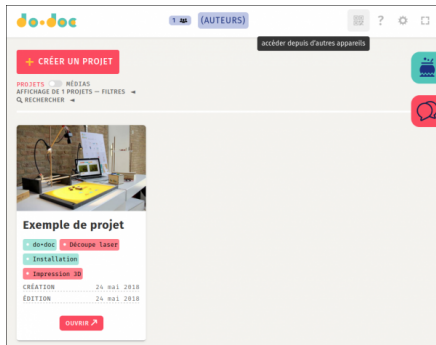 do•doc
1 (AUTEURS) ?
accéder depuis d'autres appareils
+ CRÉER UN PROJET
PROJETS MÉDIAS
AFFICHAGE DE 1 PROJETS — FILTRES ◄
RECHERCHER ◄
Exemple de projet
do•doc Découpe laser
Installation
Impression 3D
CRÉATION 24 mai 2018
ÉDITION 24 mai 2018
OUVRIR ↗